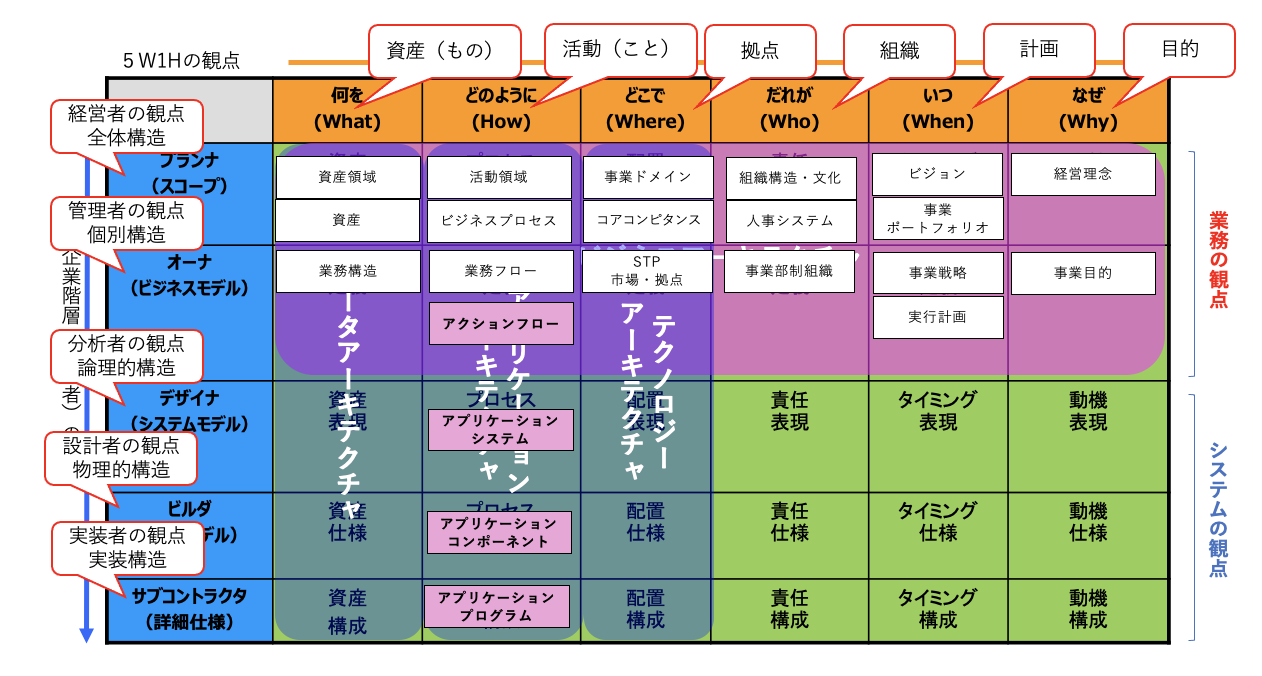 5 W1Hの観点
資産（もの）
活動（こと）
拠点
組織
計画
目的
何を
(What)
どのように
(How)
どこで
(Where)
だれが
(Who)
いつ
(When)
なぜ
(Why)
経営者の観点
全体構造
プランナ
（スコープ）
資産領域
活動領域
事業ドメイン
組織構造・文化
ビジョン
経営理念
資産
ビジネスプロセス
コアコンピタンス
人事システム
事業
ポートフォリオ
管理者の観点
個別構造
オーナ
（ビジネスモデル）
業務構造
業務フロー
STP
市場・拠点
事業部制組織
事業戦略
事業目的
アクションフロー
実行計画
企業階層
者）
分析者の観点
論理的構造
デザイナ
（システムモデル）
資産
表現
プロセス
アプリケーション
システム
配置
表現
責任
表現
タイミング
表現
動機
表現
ータアーキテクチャ
テクノロジー
アーキテクチャ
設計者の観点
物理的構造
ビルダ
デル）
資産
仕様
プロセス
アプリケーション
コンポーネント
配置
仕様
責任
仕様
タイミング
仕様
動機
仕様
実装者の観点
実装構造
サブコントラクタ
（詳細仕様）
資産
構成
アプリケーション
プログラム
配置
構成
責任
構成
タイミング
構成
動機
構成
業務の観点
システムの観点